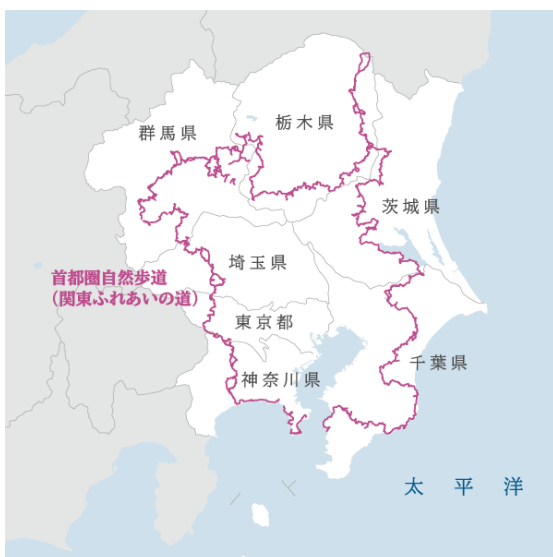 栃木県
群馬県
茨城県
埼玉県
首都圏自然歩道
(関東ふれあいの道)
東京都
千葉県
神奈川県
太平洋